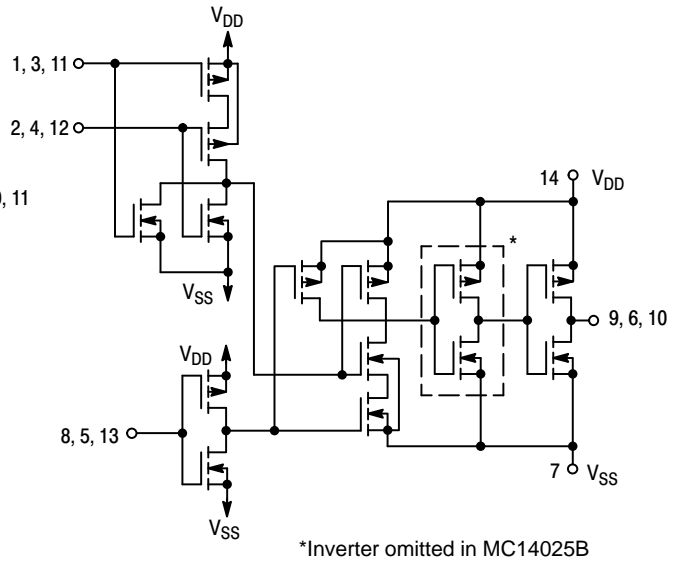 VDD
1, 3, 11
2, 4, 12
, 11
VSS
14 VDD
*
9, 6, 10
VDD
8, 5, 13
7 VSS
VSS
*Inverter omitted in MC14025B